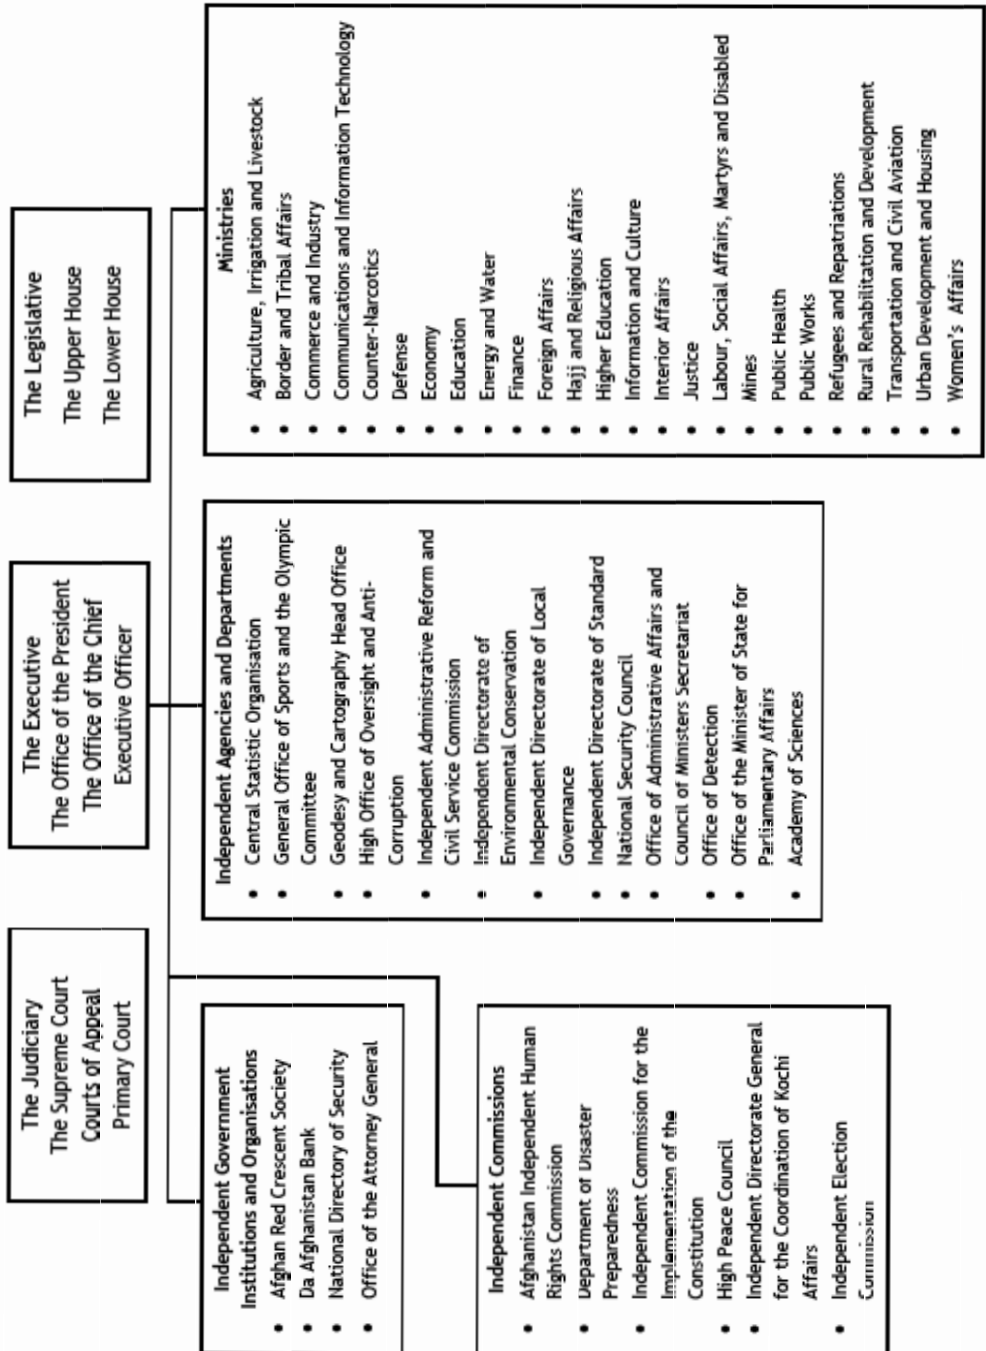 The Judiciary
The Supreme Court
Courts of Appeal
Primary Court
The Executive
The Office of the President
The Office of the Chief
Executive Officer
The Legislative
The Upper House
The Lower House
Independent Government
Institutions and Organisations
• Afghan Red Crescent Society
• Da Afghanistan Bank
• National Directory of Security
• Office of the Attorney General
Independent Commissions
• Afghanistan Independent Human
Rights Commission
• Department of Disaster
Preparedness
• Independent Commission for the
Implementation of the
Constitution
• High Peace Council
• Independent Directorate General
for the Coordination of Kochi
Affairs
• Independent Election
Commission
Independent Agencies and Departments
• Central Statistic Organisation
• General Office of Sports and the Olympic
Committee
• Geodesy and Cartography Head Office
• High Office of Oversight and Anti-
Corruption
• Independent Administrative Reform and
Civil Service Commission
• Independent Directorate of
Environmental Conservation
• Independent Directorate of Local
Governance
• Independent Directorate of Standard
• National Security Council
• Office of Administrative Affairs and
Council of Ministers Secretariat
• Office of Detection
• Office of the Minister of State for
Parliamentary Affairs
• Academy of Sciences
Ministries
• Agriculture, Irrigation and Livestock
• Border and Tribal Affairs
• Commerce and Industry
• Communications and Information Technology
• Counter-Narcotics
• Defense
• Economy
• Education
• Energy and Water
• Finance
• Foreign Affairs
• Hajj and Religious Affairs
• Higher Education
• Information and Culture
• Interior Affairs
• Justice
• Labour, Social Affairs, Martyrs and Disabled
• Mines
• Public Health
• Public Works
• Refugees and Repatriations
• Rural Rehabilitation and Development
• Transportation and Civil Aviation
• Urban Development and Housing
• Women's Affairs